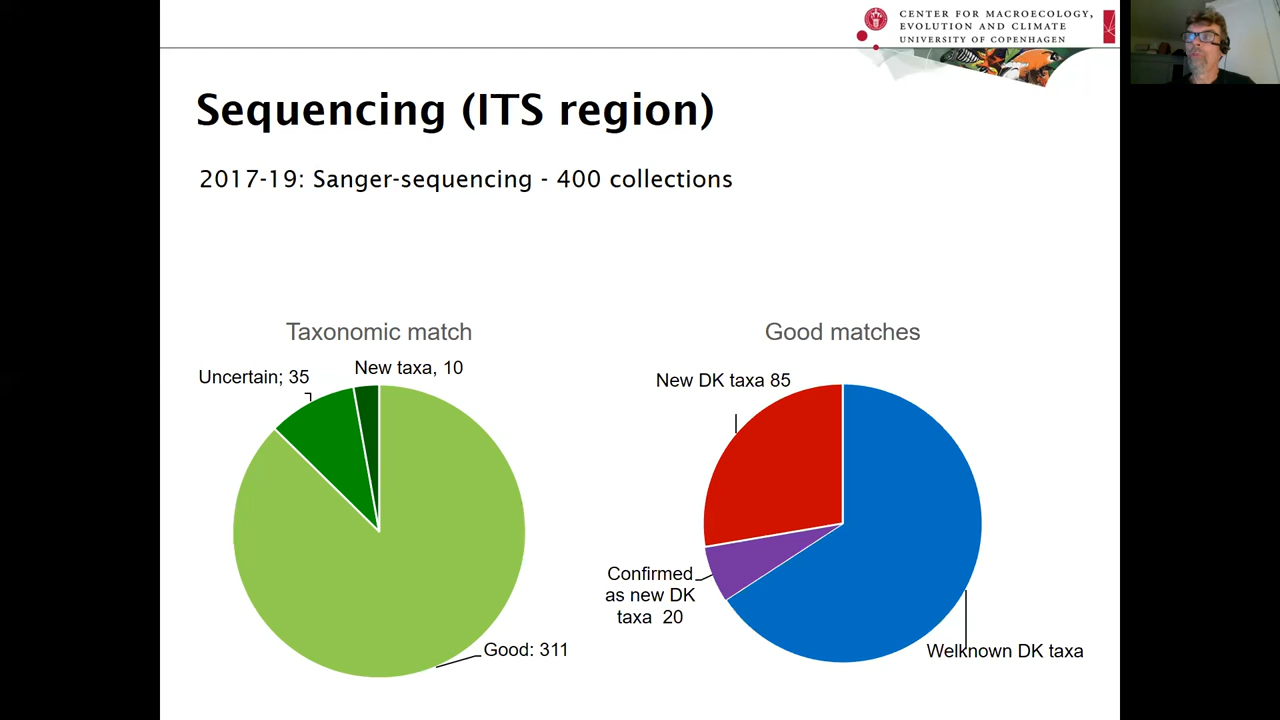 CENTER FOR MACROECOLOGY,
EVOLUTION AND CLIMATE
UNIVERSITY OF COPENHAGEN
Sequencing (ITS region)
2017-19: Sanger-sequencing - 400 collections
Taxonomic match
Uncertain; 35
New taxa, 10
Good: 311
Good matches
New DK taxa 85
Confirmed
as new DK
taxa 20
Welknown DK taxa